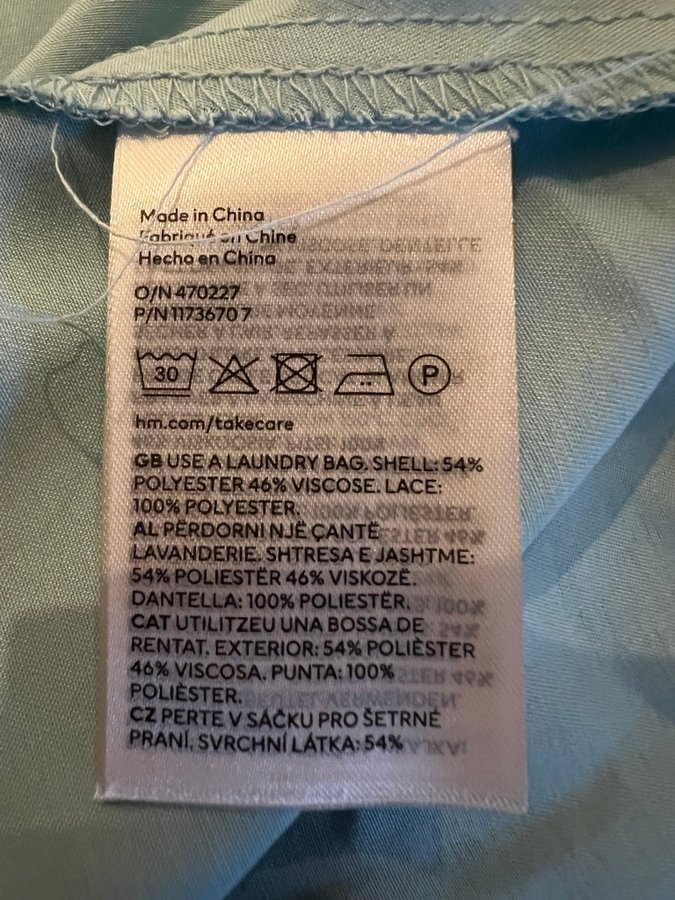 Made in China
Fabriqué en Chine
Hecho en China
O/N 470227
P/N 1173670 7
30
P
hm.com/takecare
GB USE A LAUNDRY BAG. SHELL: 54%
POLYESTER 46% VISCOSE. LACE:
100% POLYESTER.
AL PËRDORNI NJË ÇANTË
LAVANDERIE. SHTRESA E JASHTME:
54% POLIESTËR 46% VISKOZË.
DANTELLA: 100% POLIESTËR.
CAT UTILITZEU UNA BOSSA DE
RENTAT. EXTERIOR: 54% POLIÈSTER
46% VISCOSA. PUNTA: 100%
POLIÈSTER.
CZ PERTE V SÁČKU PRO ŠETRNÉ
PRANÍ. SVRCHNÍ LÁTKA: 54%